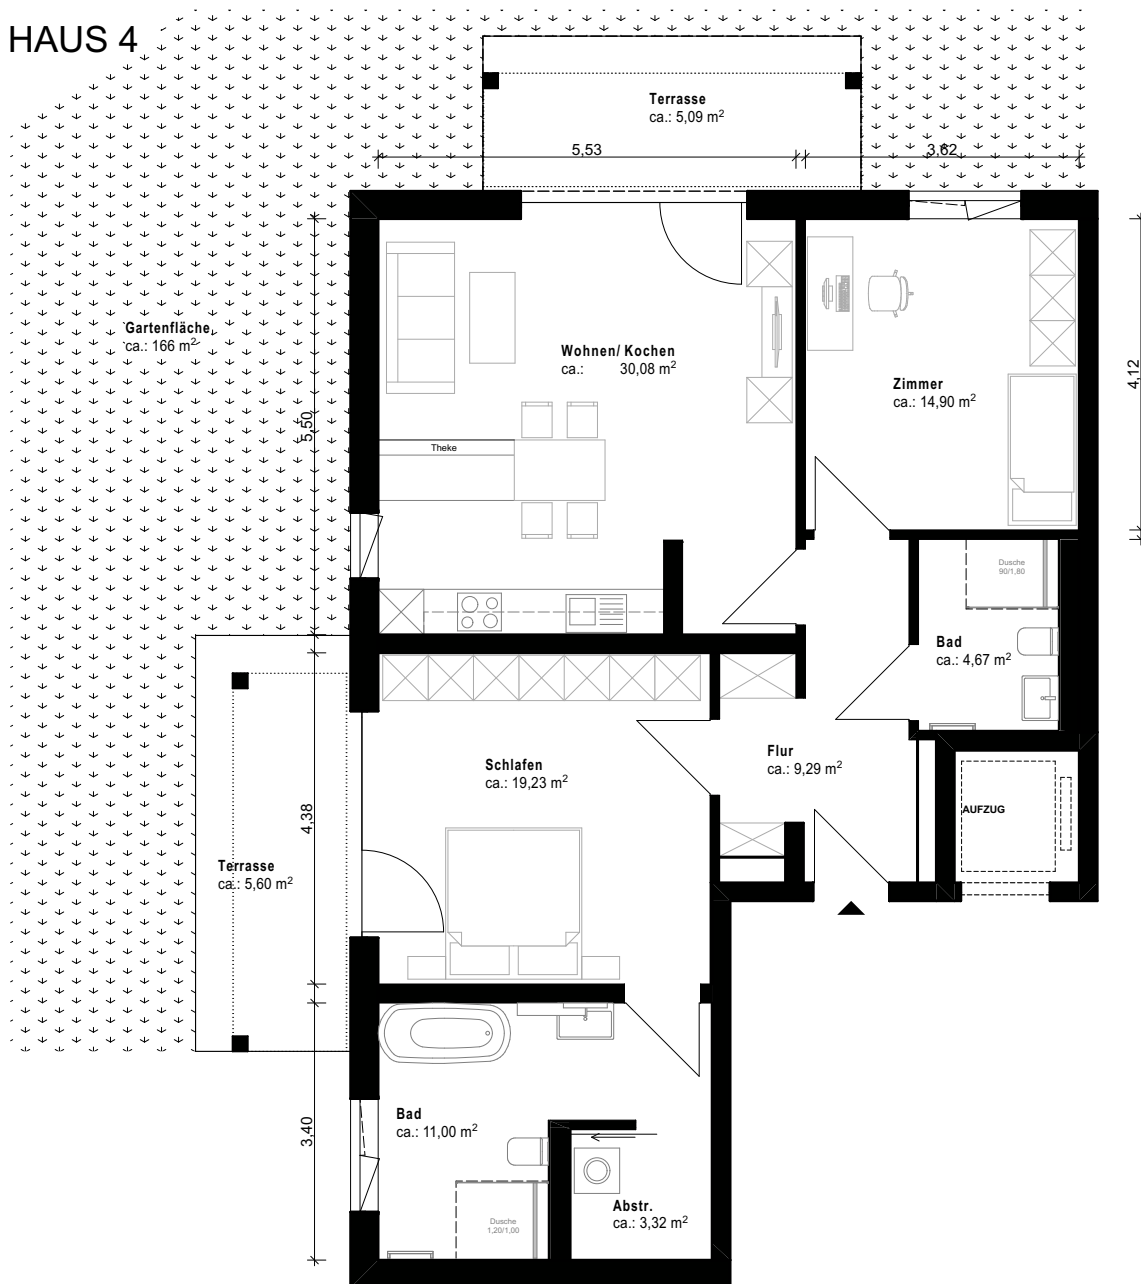 HAUS 4
Terrasse
ca.: 5,09 m²
5,53
3,62
Gartenfläche
ca.: 166 m²
5,50
Wohnen/ Kochen
ca.: 30,08 m²
Zimmer
ca.: 14,90 m²
4,12
Theke
Dusche
90/1,80
Bad
ca.: 4,67 m²
Schlafen
ca.: 19,23 m²
Flur
ca.: 9,29 m²
AUFZUG
4,38
Terrasse
ca.: 5,60 m²
Bad
ca.: 11,00 m²
3,40
Abstr.
ca.: 3,32 m²
Dusche
1,20/1,00